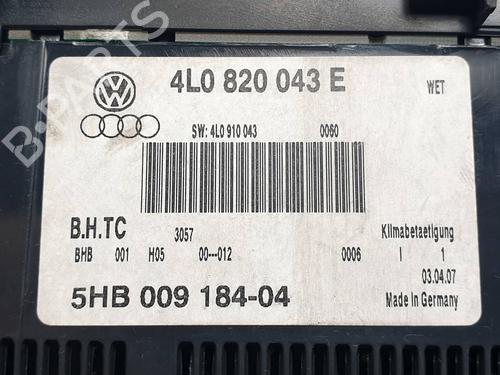 4L0 820 043 E WET
SW: 4L0 910 043 0060
B.H.TC 3057 Klimabetaetigung
BHB 001 H05 00---012 0006 I 1
03.04.07
5HB 009 184-04 Made in Germany
B-PARTS